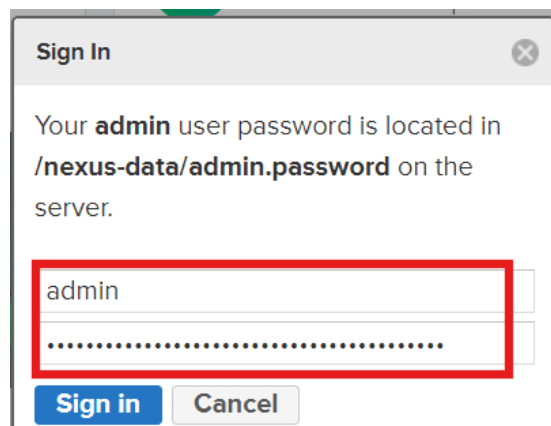 Sign In
Your admin user password is located in
/nexus-data/admin.password on the
server.
admin
•••••••••••••••••••••••••••••••••••••••••
Sign in Cancel